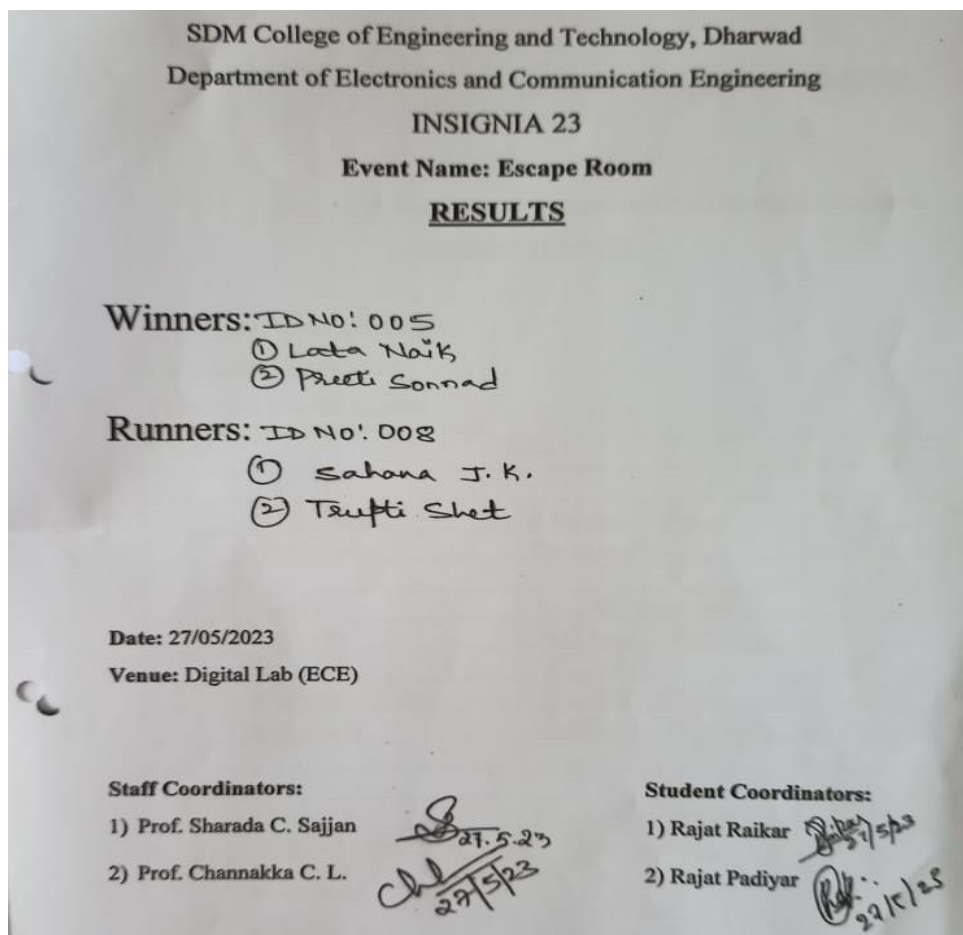 SDM College of Engineering and Technology, Dharwad
Department of Electronics and Communication Engineering
INSIGNIA 23
Event Name: Escape Room
RESULTS
Winners: ID NO: 005
① Lata Naik
② Preeti Sonnad
Runners: ID NO: 008
① Sahana J. K.
② Trupti Shet
Date: 27/05/2023
Venue: Digital Lab (ECE)
Staff Coordinators:
1) Prof. Sharada C. Sajjan 27.5.23
2) Prof. Channakka C. L. 27/5/23
Student Coordinators:
1) Rajat Raikar
2) Rajat Padiyar 27/5/23